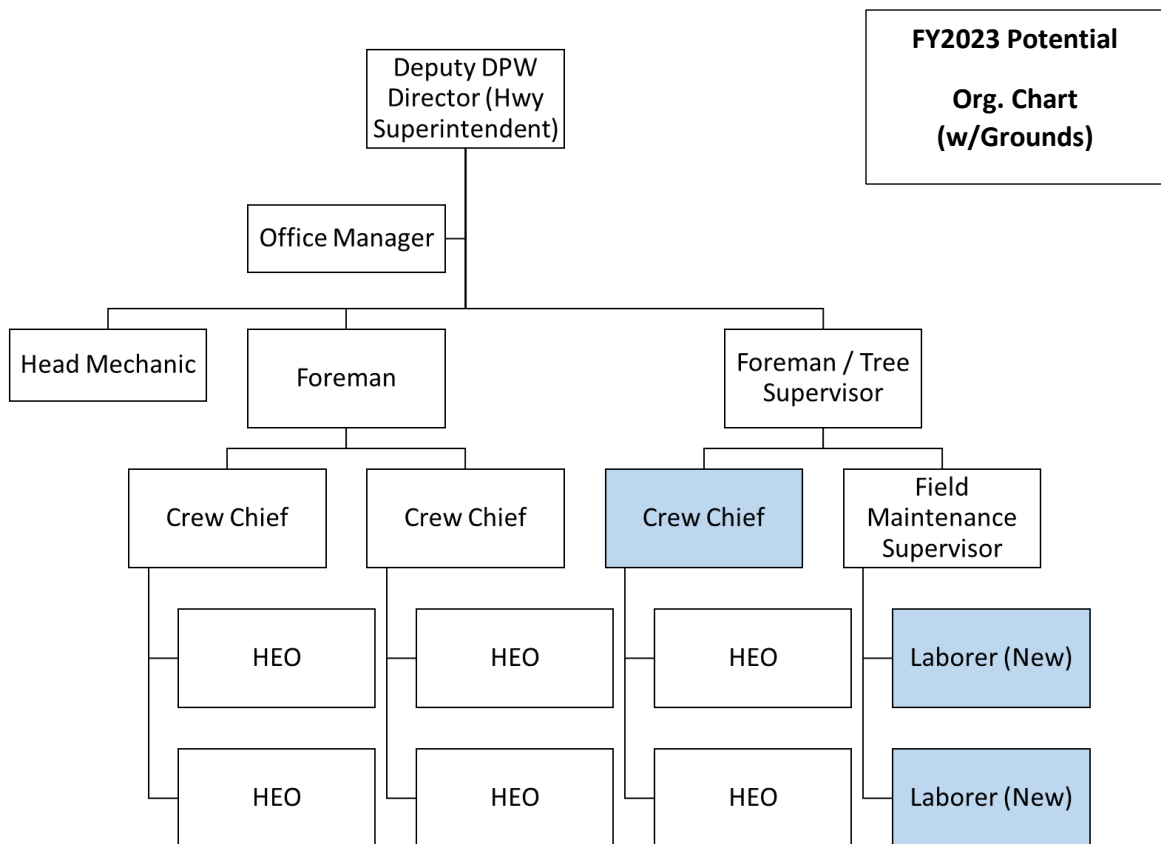 FY2023 Potential
Org. Chart
(w/Grounds)
Deputy DPW
Director (Hwy
Superintendent)
Office Manager
Head Mechanic
Foreman
Foreman / Tree
Supervisor
Crew Chief
Crew Chief
Crew Chief
Field
Maintenance
Supervisor
HEO
HEO
HEO
Laborer (New)
HEO
HEO
HEO
Laborer (New)